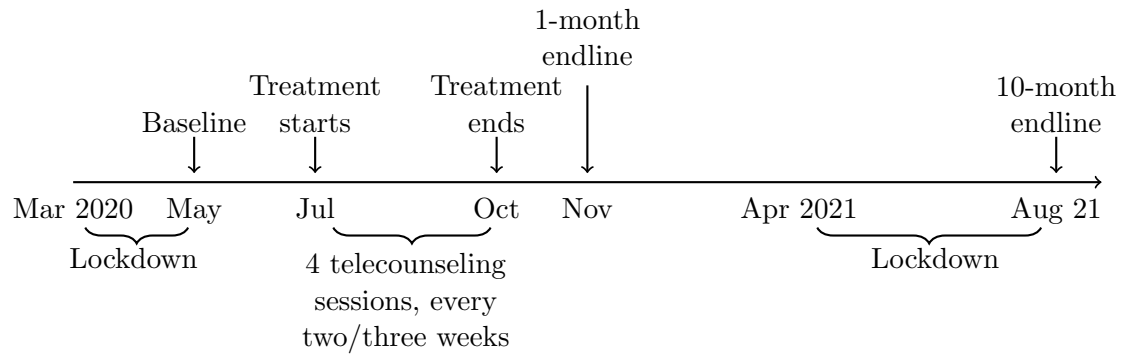 1-month
endline
Treatment
starts
Treatment
ends
10-month
endline
Baseline
Mar 2020
May
Jul
Oct
Nov
Apr 2021
Aug 21
Lockdown
4 telecounseling
sessions, every
two/three weeks
Lockdown